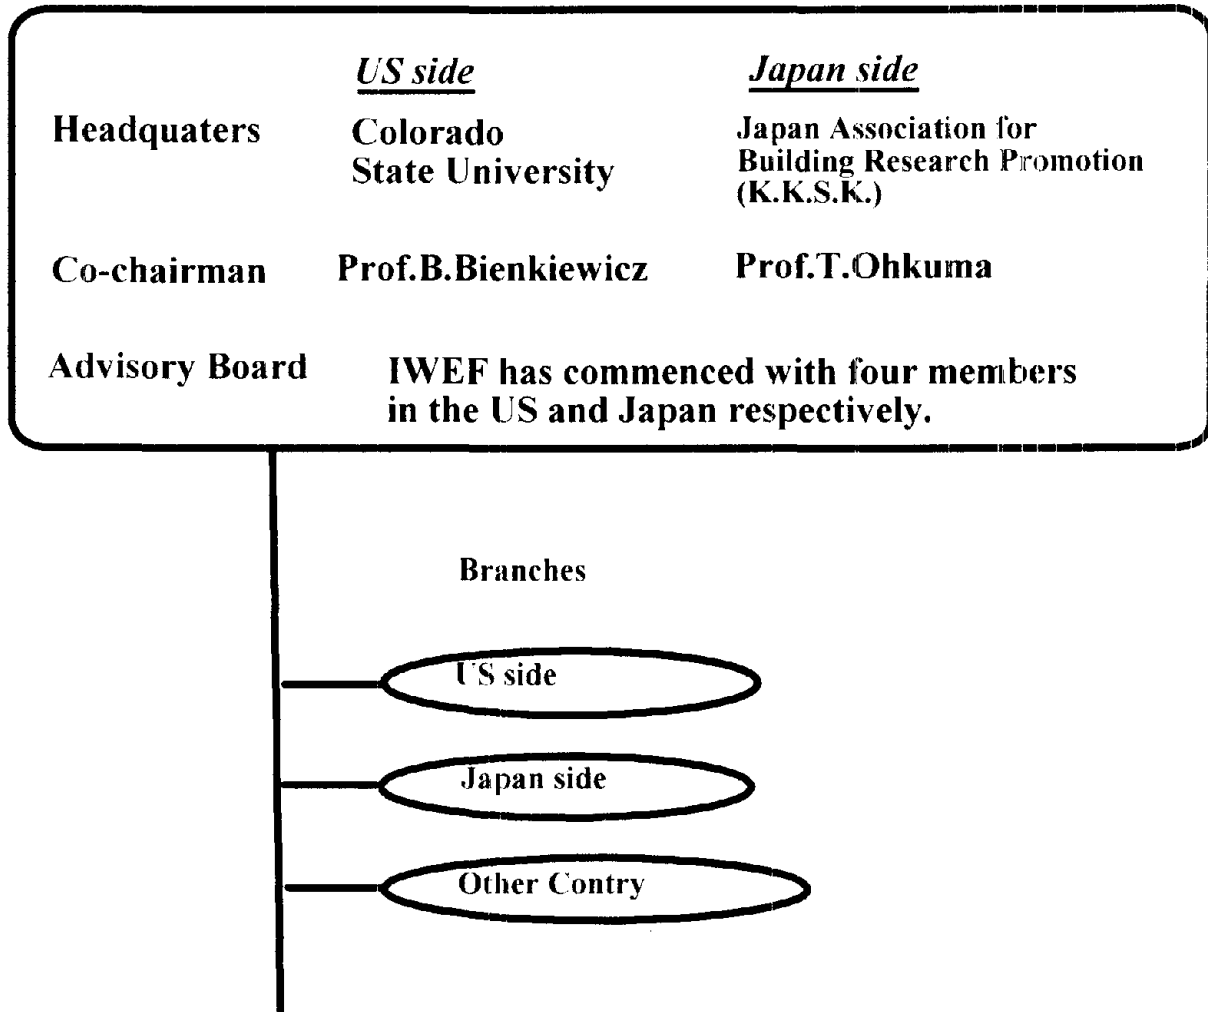 US side Japan side
Headquaters Colorado Japan Association for
State University Building Research Promotion
(K.K.S.K.)
Co-chairman Prof.B.Bienkiewicz Prof.T.Ohkuma
Advisory Board IWEF has commenced with four members
in the US and Japan respectively.
Branches
US side
Japan side
Other Contry